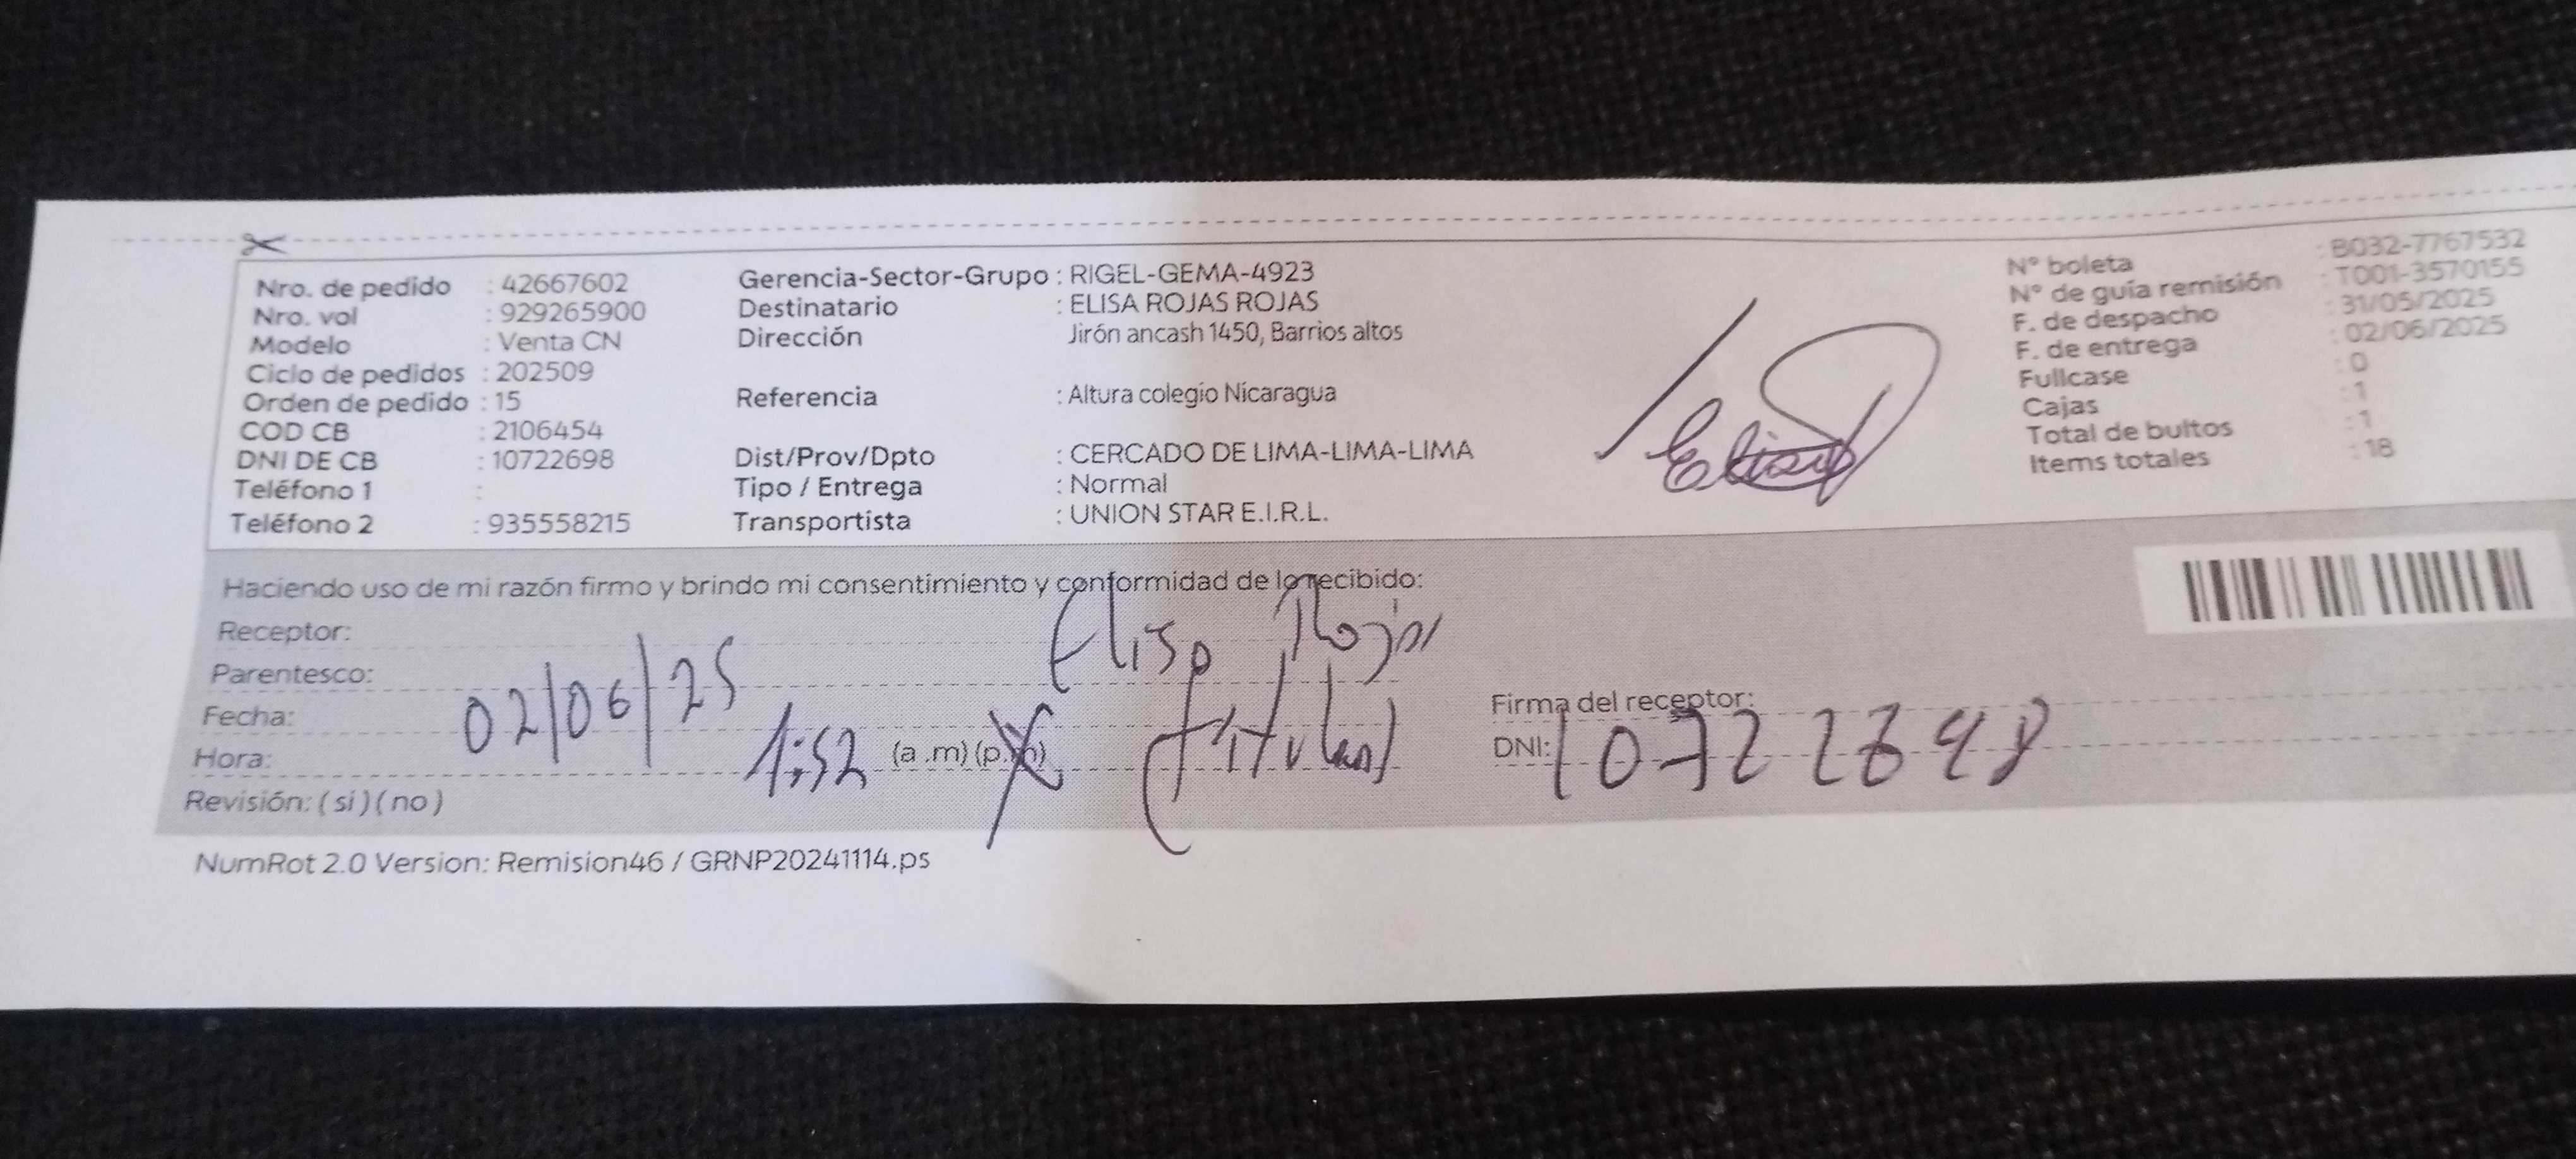 Nro. de pedido : 42667602
Nro. vol : 929265900
Modelo : Venta CN
Ciclo de pedidos : 202509
Orden de pedido : 15
COD CB : 2106454
DNI DE CB : 10722698
Teléfono 1 :
Teléfono 2 : 935558215
Gerencia-Sector-Grupo : RIGEL-GEMA-4923
Destinatario : ELISA ROJAS ROJAS
Dirección Jirón ancash 1450, Barrios altos
Referencia : Altura colegio Nicaragua
Dist/Prov/Dpto : CERCADO DE LIMA-LIMA-LIMA
Tipo / Entrega : Normal
Transportista : UNION STAR E.I.R.L.
Elisa
N° boleta : B032-7767532
N° de guía remisión : T001-3570155
F. de despacho : 31/05/2025
F. de entrega : 02/06/2025
Fullcase : 0
Cajas : 1
Total de bultos : 1
Items totales : 18
Haciendo uso de mi razón firmo y brindo mi consentimiento y conformidad de lo recibido:
Receptor: Elisa Rojas
Parentesco: (titular)
Fecha: 02/06/25
Hora: 1:52 (a.m) (p.m)
Revisión: (si) (no)
Firma del receptor:
DNI: 10722698
NumRot 2.0 Version: Remision46 / GRNP20241114.ps